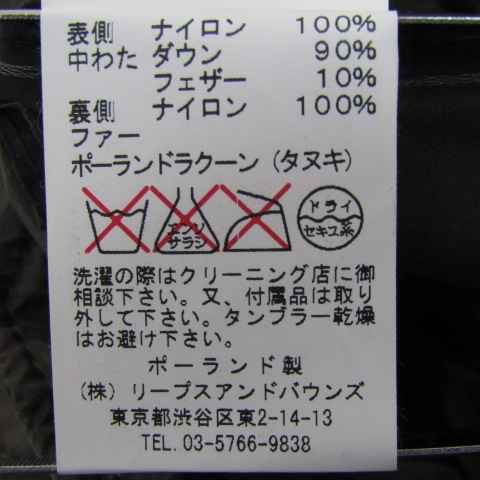 表側 ナイロン 100%
中わた ダウン 90%
フェザー 10%
裏側 ナイロン 100%
ファー
ポーランドラクーン（タヌキ）
エンソ
サラシ
ドライ
セキユ系
洗濯の際はクリーニング店に御
相談下さい。又、付属品は取り
外して下さい。タンブラー乾燥
はお避け下さい。
ポーランド製
（株）リープスアンドバウンズ
東京都渋谷区東2-14-13
TEL.03-5766-9838